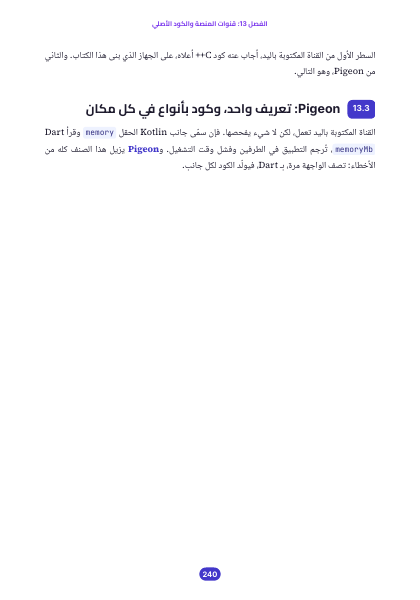 الفصل 13: قنوات المنصة والكود الأصلي
السطر الأول من القناة المكتوبة باليد، أجاب عنه كود C++ أعلاه، على الجهاز الذي بنى هذا الكتاب. والثاني
من Pigeon، وهو التالي.
13.3 Pigeon: تعريف واحد، وكود بأنواع في كل مكان
القناة المكتوبة باليد تعمل، لكن لا شيء يفحصها. فإن سمّى جانب Kotlin الحقل memory وقرأ Dart
memoryMb، تُرجم التطبيق في الطرفين وفشل وقت التشغيل. وPigeon يزيل هذا الصنف كله من
الأخطاء: تصف الواجهة مرة، بـ Dart، فيولّد الكود لكل جانب.
240